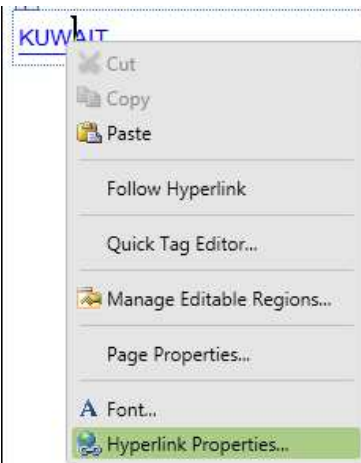 KUWAIT
Cut
Copy
Paste
Follow Hyperlink
Quick Tag Editor...
Manage Editable Regions...
Page Properties...
A Font...
Hyperlink Properties...